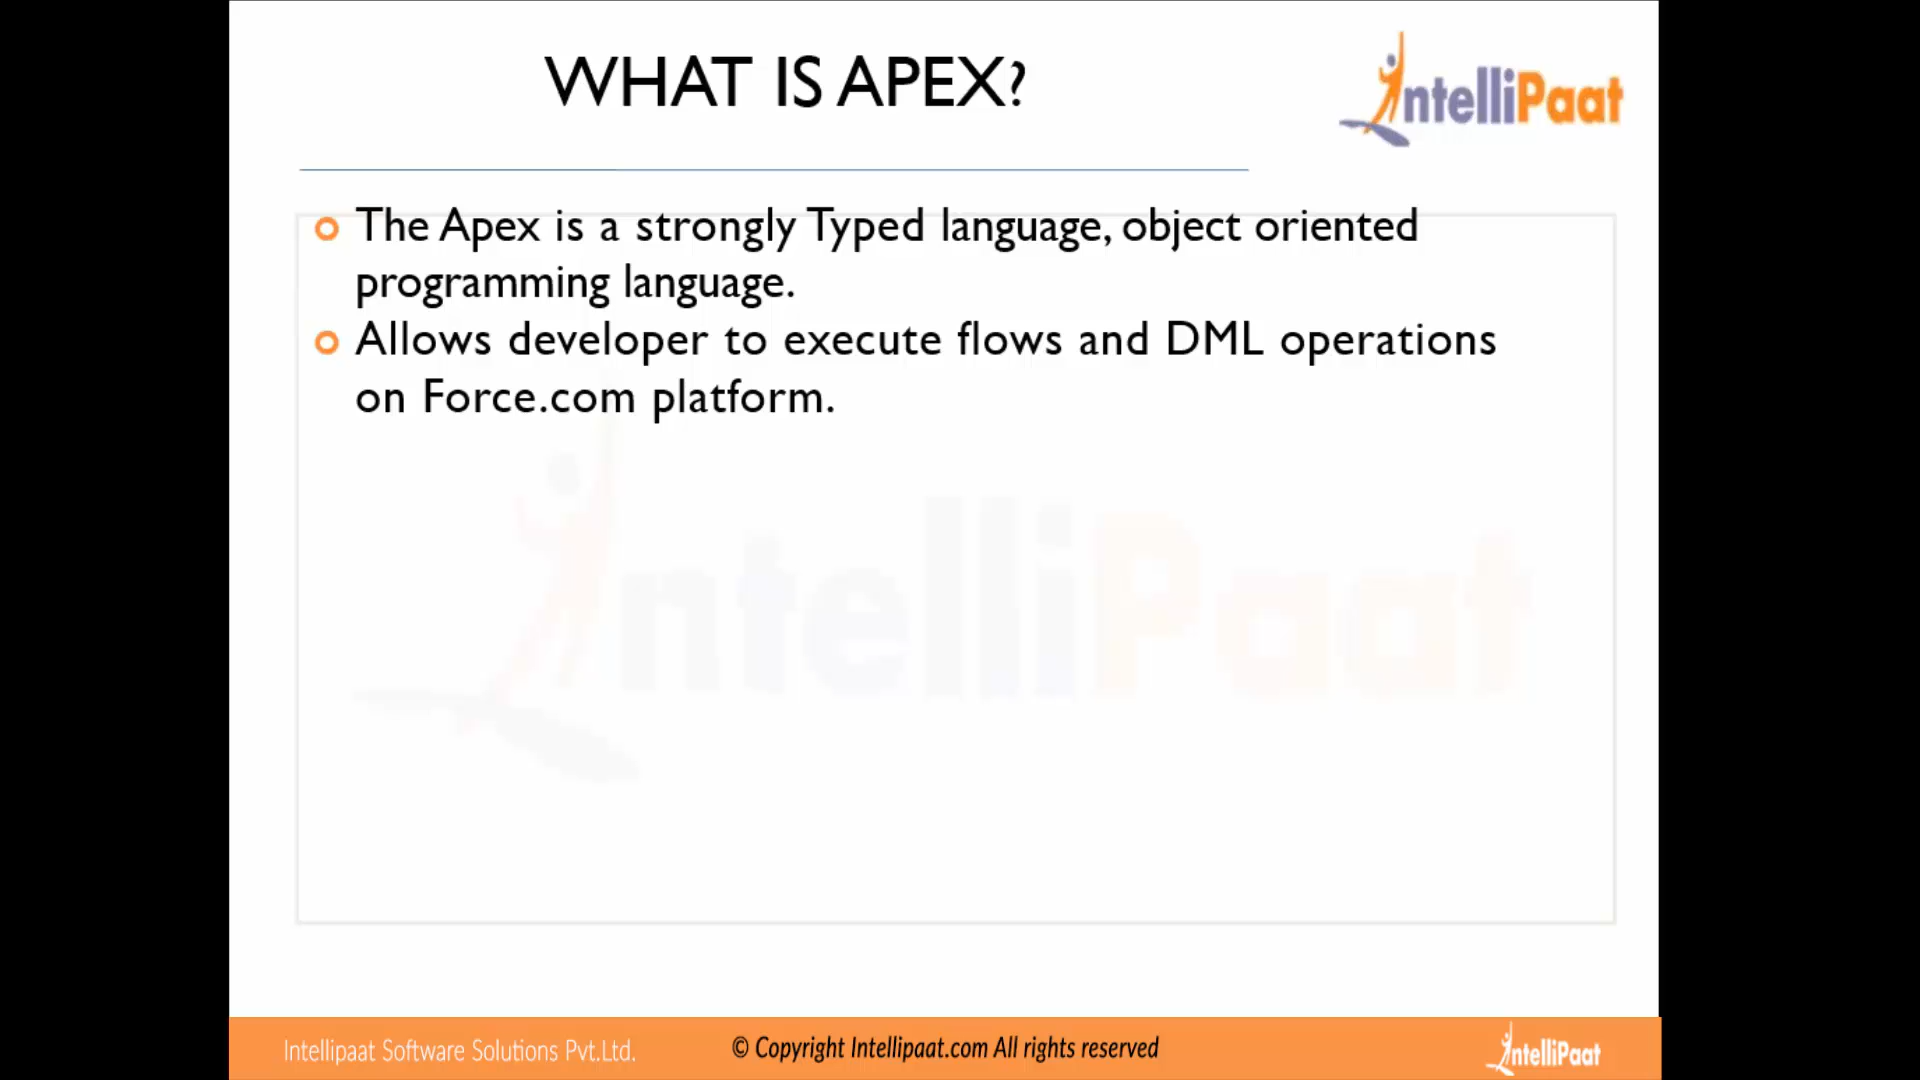 WHAT IS APEX?
IntelliPaat
The Apex is a strongly Typed language, object oriented
programming language.
Allows developer to execute flows and DML operations
on Force.com platform.
IntelliPaat
Intellipaat Software Solutions Pvt.Ltd.
© Copyright Intellipaat.com All rights reserved
IntelliPaat